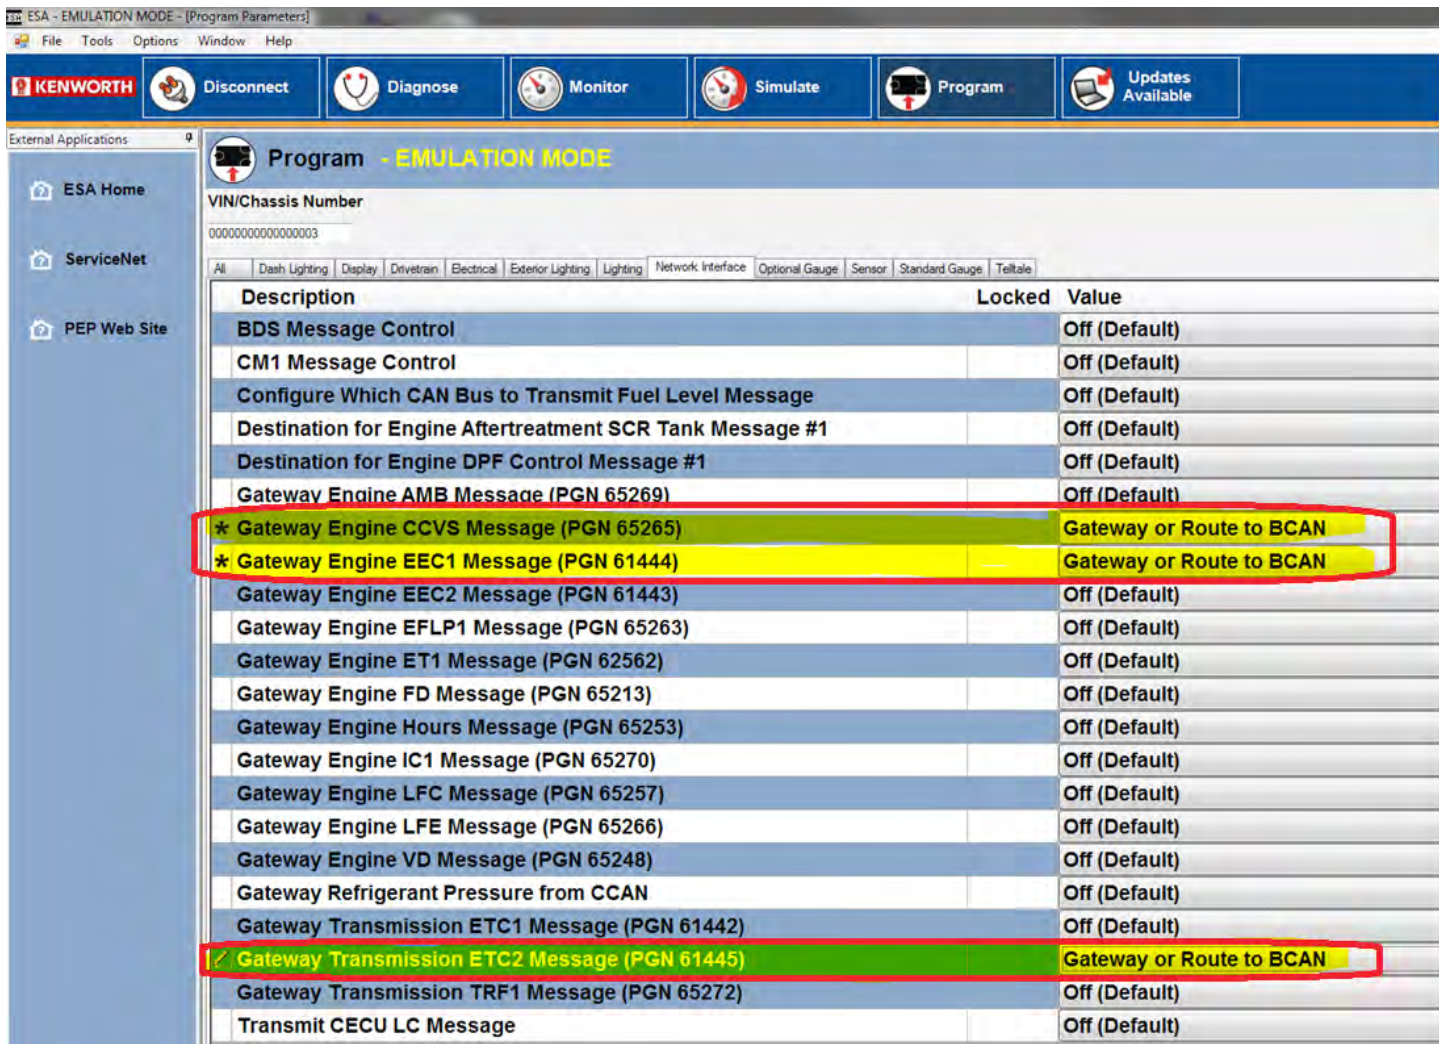 ESA - EMULATION MODE - [Program Parameters]
File Tools Options Window Help
KENWORTH Disconnect Diagnose Monitor Simulate Program Updates Available
External Applications
ESA Home
ServiceNet
PEP Web Site
Program - EMULATION MODE
VIN/Chassis Number
00000000000000003
All Dash Lighting Display Drivetrain Electrical Exterior Lighting Lighting Network Interface Optional Gauge Sensor Standard Gauge Telltale
Description Locked Value
BDS Message Control Off (Default)
CM1 Message Control Off (Default)
Configure Which CAN Bus to Transmit Fuel Level Message Off (Default)
Destination for Engine Aftertreatment SCR Tank Message #1 Off (Default)
Destination for Engine DPF Control Message #1 Off (Default)
Gateway Engine AMB Message (PGN 65269) Off (Default)
* Gateway Engine CCVS Message (PGN 65265) Gateway or Route to BCAN
* Gateway Engine EEC1 Message (PGN 61444) Gateway or Route to BCAN
Gateway Engine EEC2 Message (PGN 61443) Off (Default)
Gateway Engine EFLP1 Message (PGN 65263) Off (Default)
Gateway Engine ET1 Message (PGN 62562) Off (Default)
Gateway Engine FD Message (PGN 65213) Off (Default)
Gateway Engine Hours Message (PGN 65253) Off (Default)
Gateway Engine IC1 Message (PGN 65270) Off (Default)
Gateway Engine LFC Message (PGN 65257) Off (Default)
Gateway Engine LFE Message (PGN 65266) Off (Default)
Gateway Engine VD Message (PGN 65248) Off (Default)
Gateway Refrigerant Pressure from CCAN Off (Default)
Gateway Transmission ETC1 Message (PGN 61442) Off (Default)
Gateway Transmission ETC2 Message (PGN 61445) Gateway or Route to BCAN
Gateway Transmission TRF1 Message (PGN 65272) Off (Default)
Transmit CECU LC Message Off (Default)